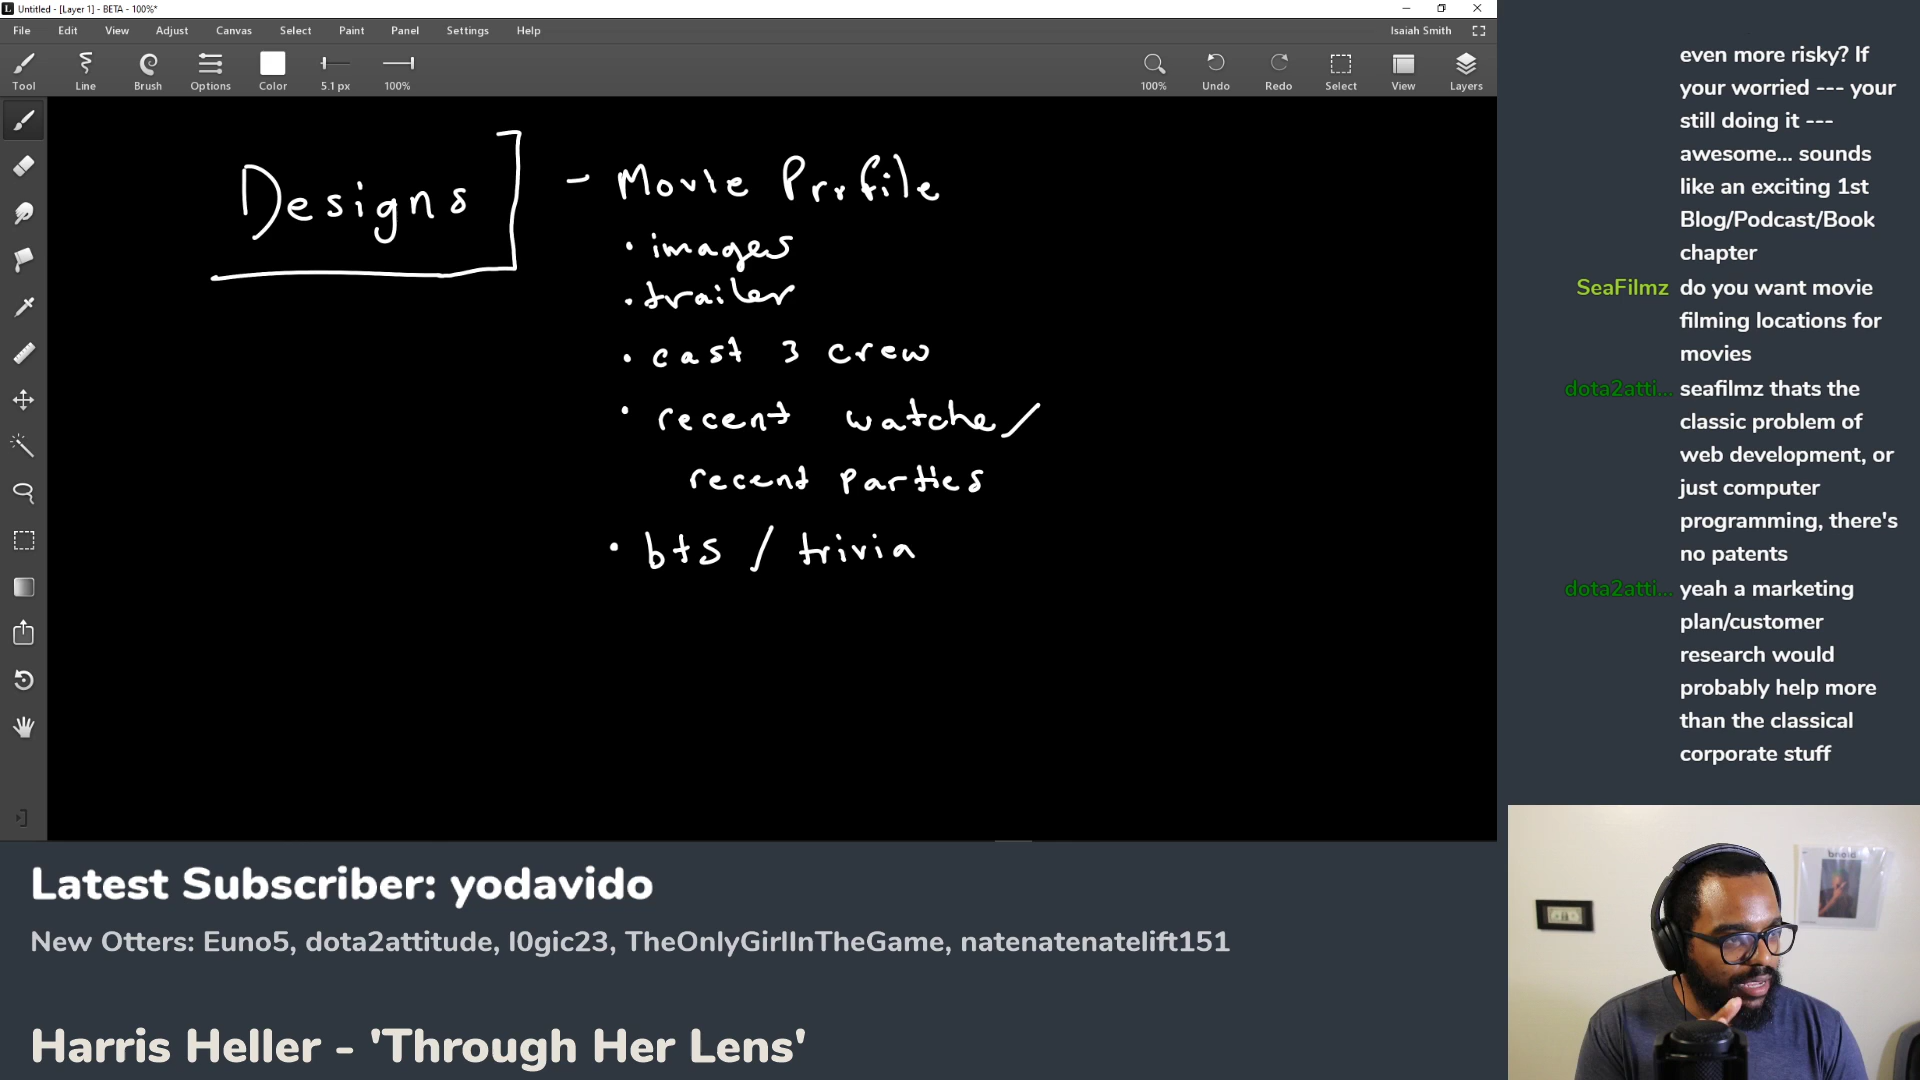 Untitled - [Layer 1] - BETA - 100%*
File Edit View Adjust Canvas Select Paint Panel Settings Help
Isaiah Smith
Tool Line Brush Options Color 5.1 px 100%
100% Undo Redo Select View Layers
Designs
- Movie Profile
• images
• trailer
• cast 3 crew
• recent watche/
recent parties
• bts / trivia
even more risky? If
your worried --- your
still doing it ---
awesome... sounds
like an exciting 1st
Blog/Podcast/Book
chapter
SeaFilmz do you want movie
filming locations for
movies
dota2atti... seafilmz thats the
classic problem of
web development, or
just computer
programming, there's
no patents
dota2atti... yeah a marketing
plan/customer
research would
probably help more
than the classical
corporate stuff
Latest Subscriber: yodavido
New Otters: Euno5, dota2attitude, l0gic23, TheOnlyGirlInTheGame, natenatenatelift151
Harris Heller - 'Through Her Lens'